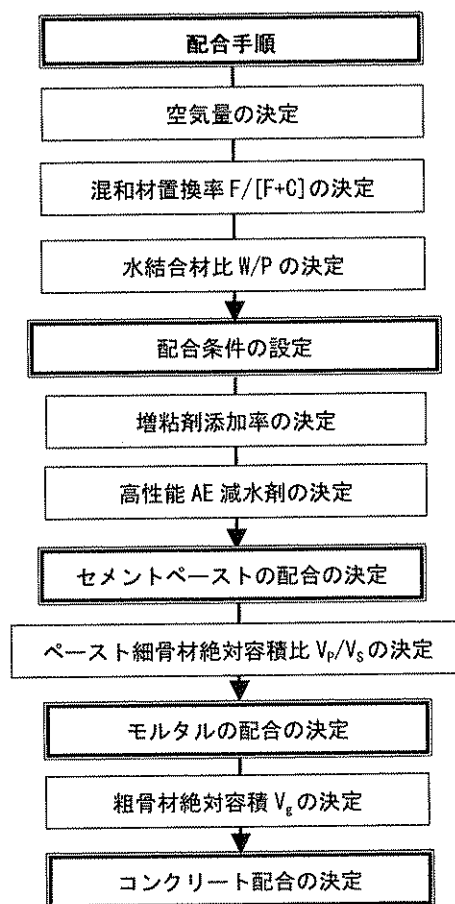 配合手順
空気量の決定
混和材置換率 F/[F+C]の決定
水結合材比 W/P の決定
配合条件の設定
増粘剤添加率の決定
高性能 AE 減水剤の決定
セメントペーストの配合の決定
ペースト細骨材絶対容積比 VP/VSの決定
モルタルの配合の決定
粗骨材絶対容積 Vgの決定
コンクリート配合の決定